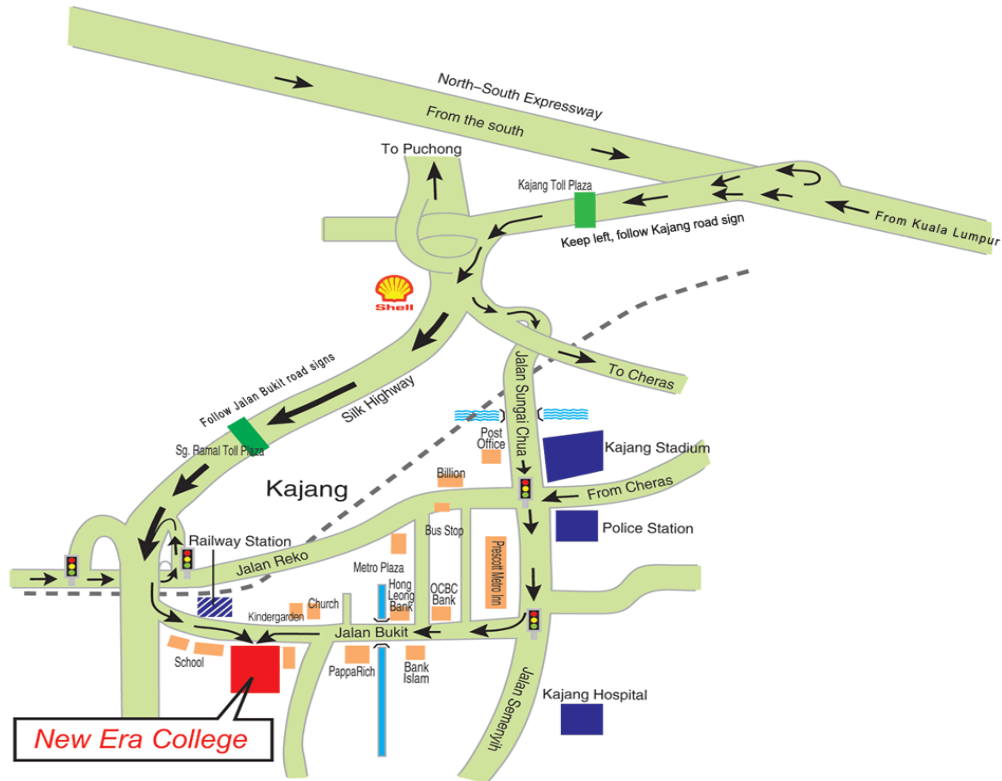 North–South Expressway
From the south
To Puchong
Kajang Toll Plaza
From Kuala Lumpur
Keep left, follow Kajang road sign
Shell
Follow Jalan Bukit road signs
Silk Highway
To Cheras
Jalan Sungai Chua
Sg. Ramal Toll Plaza
Post
Office
Kajang Stadium
Billion
Kajang
From Cheras
Bus Stop
Police Station
Railway Station
Jalan Reko
Prescott Metro Inn
Metro Plaza
Hong
Leong
Bank
OCBC
Bank
Kindergarden
Church
Jalan Bukit
School
PappaRich
Bank
Islam
Jalan Semenyih
Kajang Hospital
New Era College